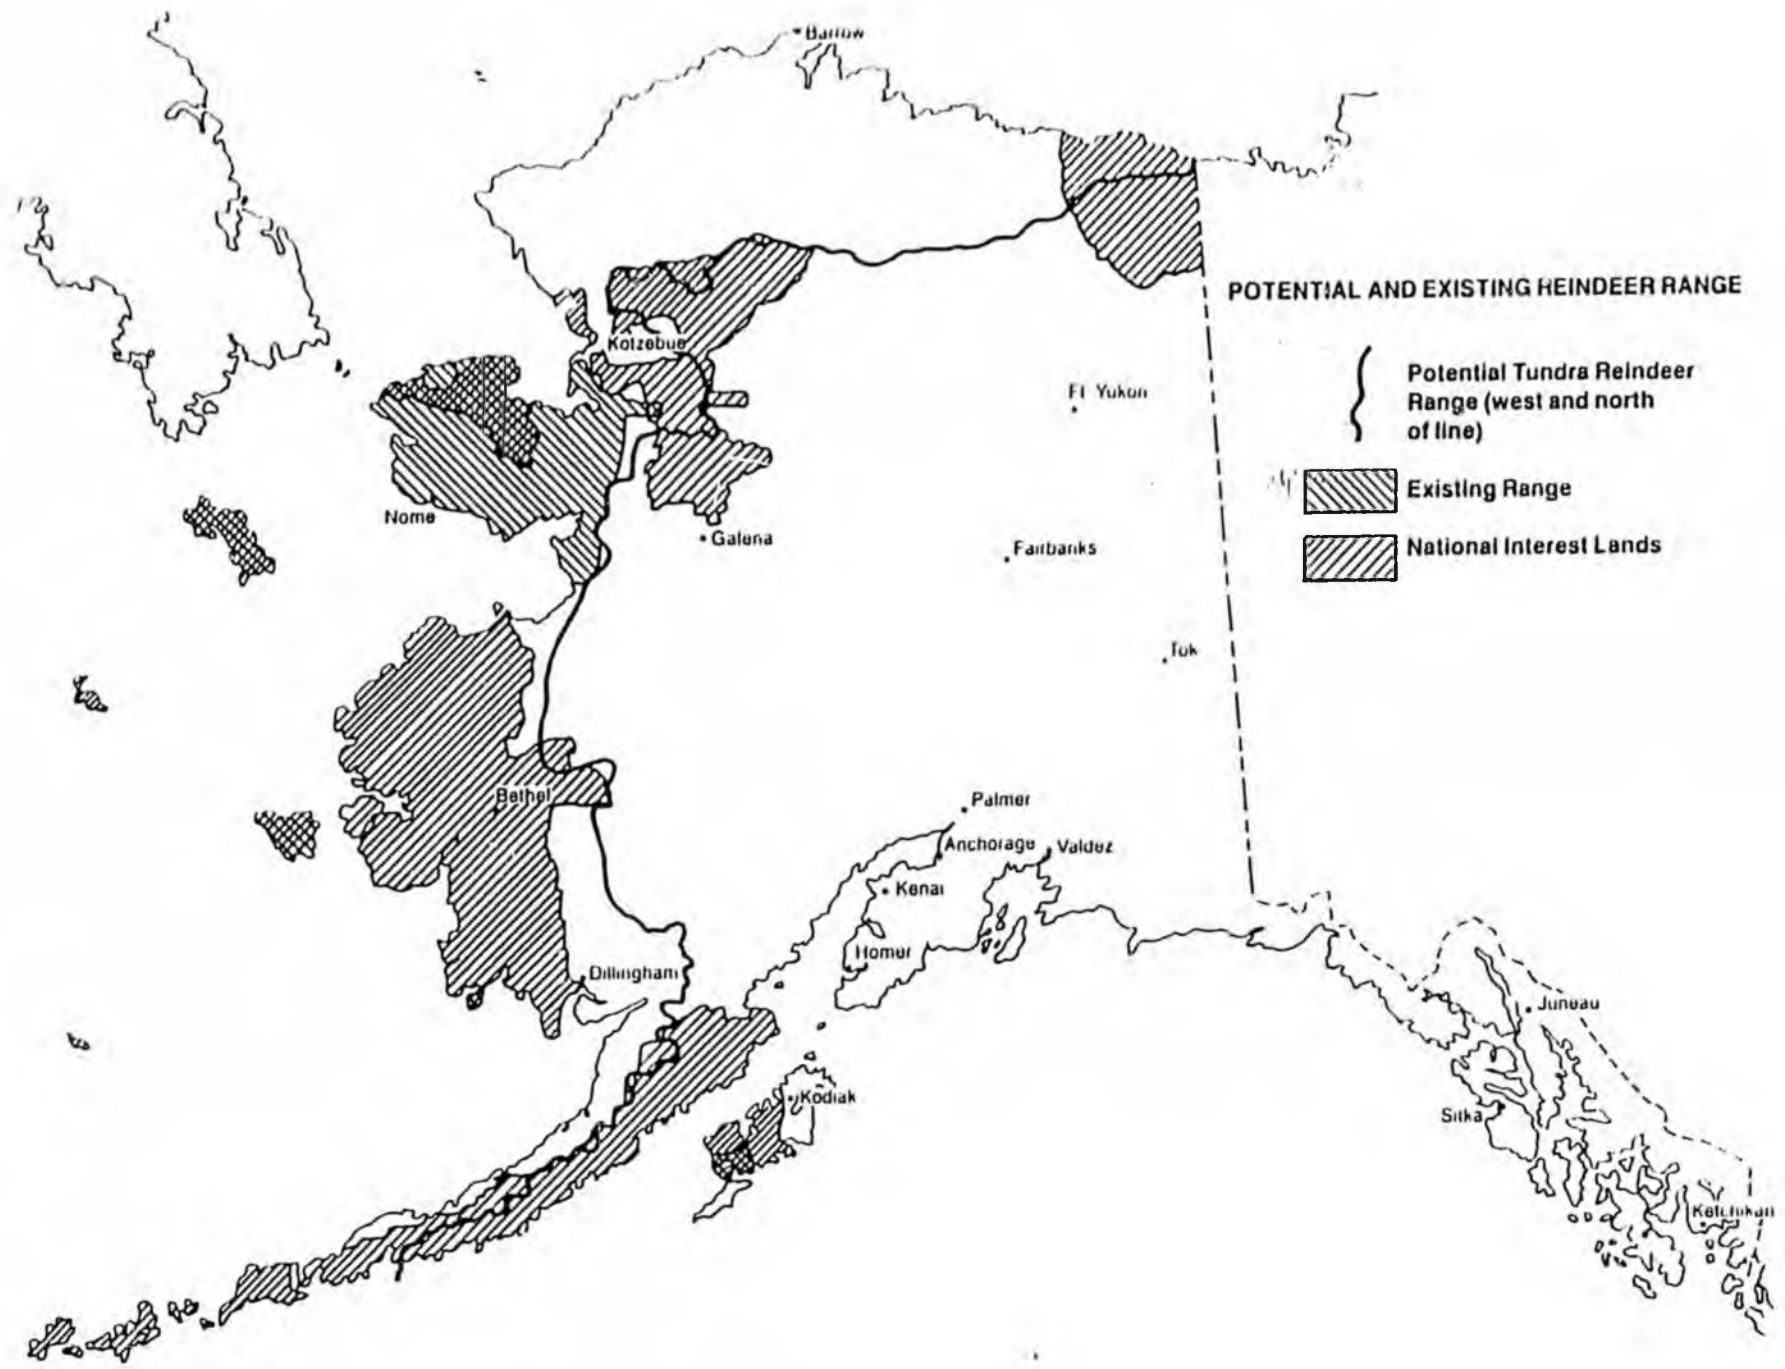 Barrow
POTENTIAL AND EXISTING REINDEER RANGE
Kotzebue
Potential Tundra Reindeer
Range (west and north
of line)
Ft Yukon
Existing Range
Nome
Galena
Fairbanks
National Interest Lands
Tok
Bethel
Palmer
Anchorage
Valdez
Kenai
Homer
Dillingham
Juneau
Kodiak
Sitka
Ketchikan